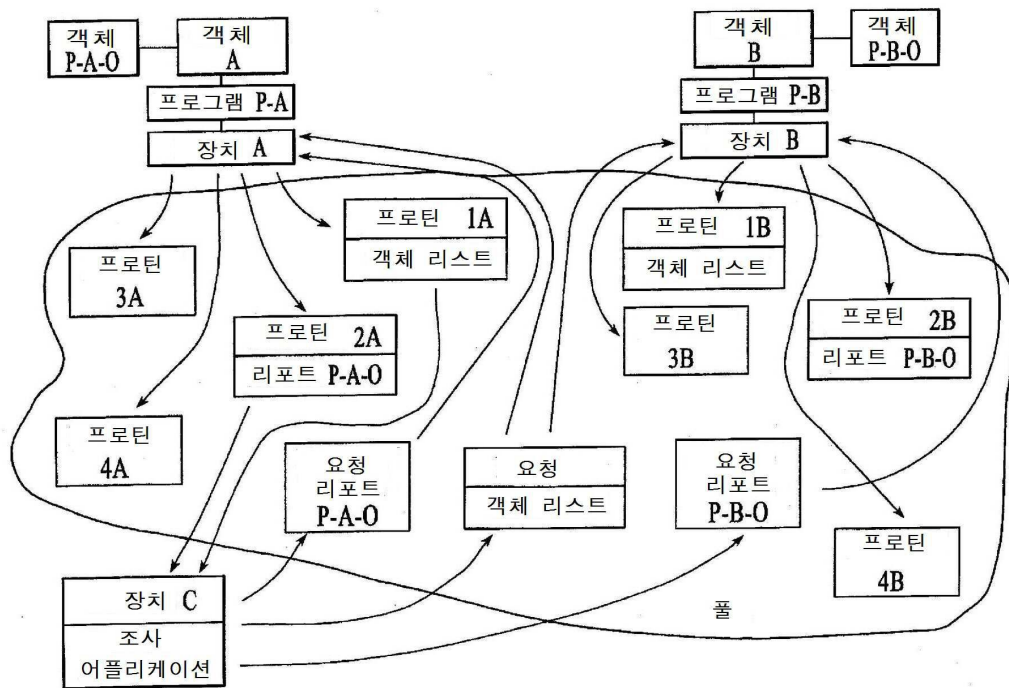 객체
P-A-O
객체
A
객체
B
객체
P-B-O
프로그램 P-A
프로그램 P-B
장치 A
장치 B
프로틴 1A
객체 리스트
프로틴
3A
프로틴 2A
리포트 P-A-O
프로틴
4A
프로틴 1B
객체 리스트
프로틴
3B
프로틴 2B
리포트 P-B-O
요청
리포트
P-A-O
요청
객체 리스트
요청
리포트
P-B-O
프로틴
4B
장치 C
조사
어플리케이션
풀